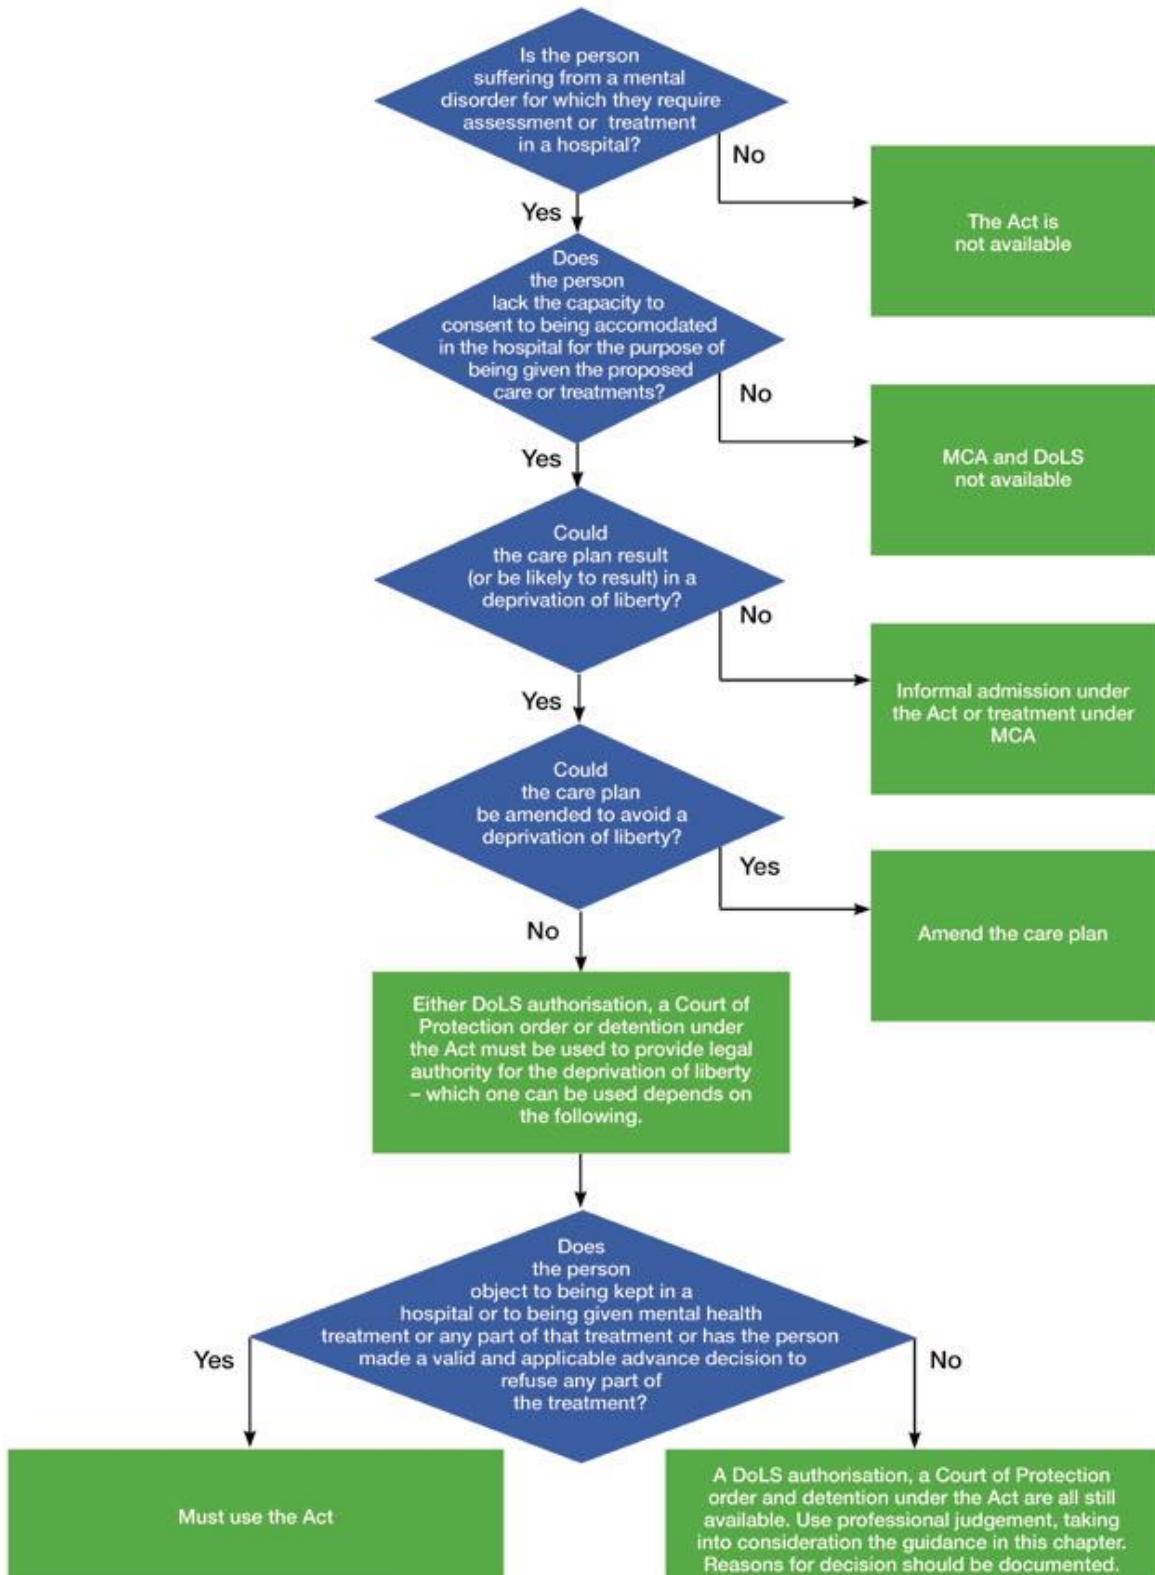 Is the person
suffering from a mental
disorder for which they require
assessment or treatment
in a hospital?
No
The Act is
not available
Yes
Does
the person
lack the capacity to
consent to being accomodated
in the hospital for the purpose of
being given the proposed
care or treatments?
No
MCA and DoLS
not available
Yes
Could
the care plan result
(or be likely to result) in a
deprivation of liberty?
No
Informal admission under
the Act or treatment under
MCA
Yes
Could
the care plan
be amended to avoid a
deprivation of liberty?
Yes
Amend the care plan
No
Either DoLS authorisation, a Court of
Protection order or detention under
the Act must be used to provide legal
authority for the deprivation of liberty
– which one can be used depends on
the following.
Does
the person
object to being kept in a
hospital or to being given mental health
treatment or any part of that treatment or has the person
made a valid and applicable advance decision to
refuse any part of
the treatment?
Yes
No
Must use the Act
A DoLS authorisation, a Court of Protection
order and detention under the Act are all still
available. Use professional judgement, taking
into consideration the guidance in this chapter.
Reasons for decision should be documented.